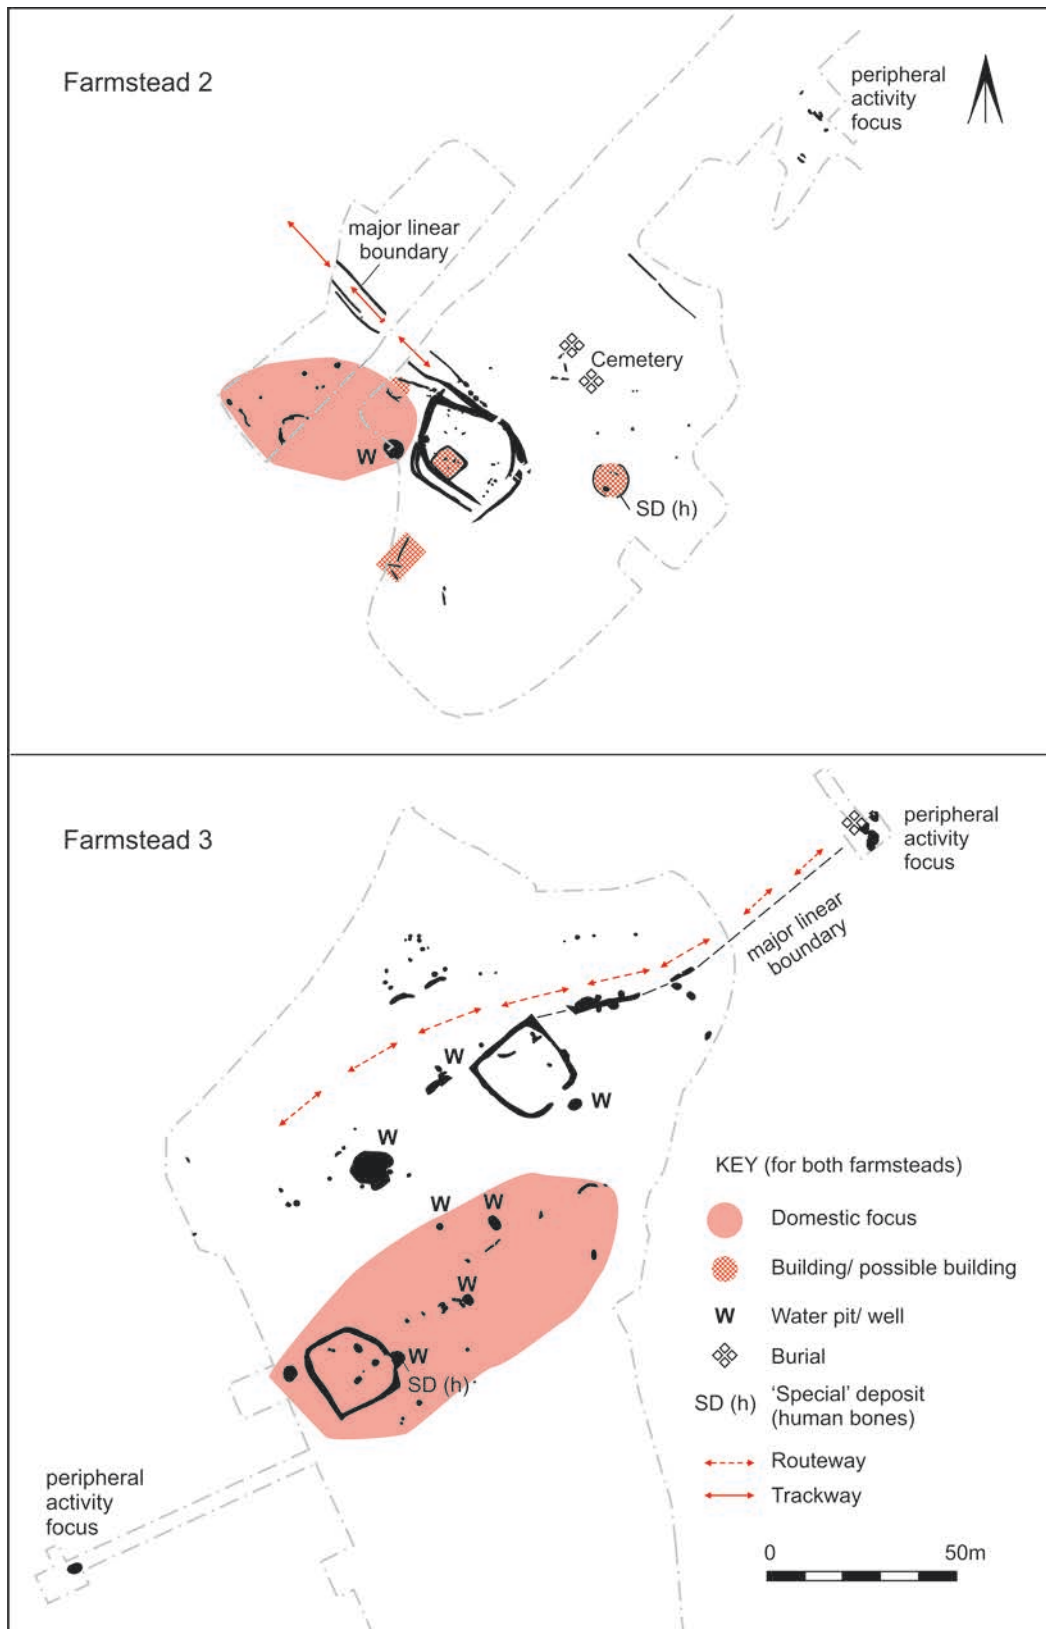 Farmstead 2
peripheral
activity
focus
major linear
boundary
Cemetery
W
SD (h)
Farmstead 3
peripheral
activity
focus
major linear
boundary
W
W
W
W
W
W
W
SD (h)
peripheral
activity
focus
KEY (for both farmsteads)
Domestic focus
Building/ possible building
W Water pit/ well
Burial
SD (h) 'Special' deposit
(human bones)
Routeway
Trackway
0 50m